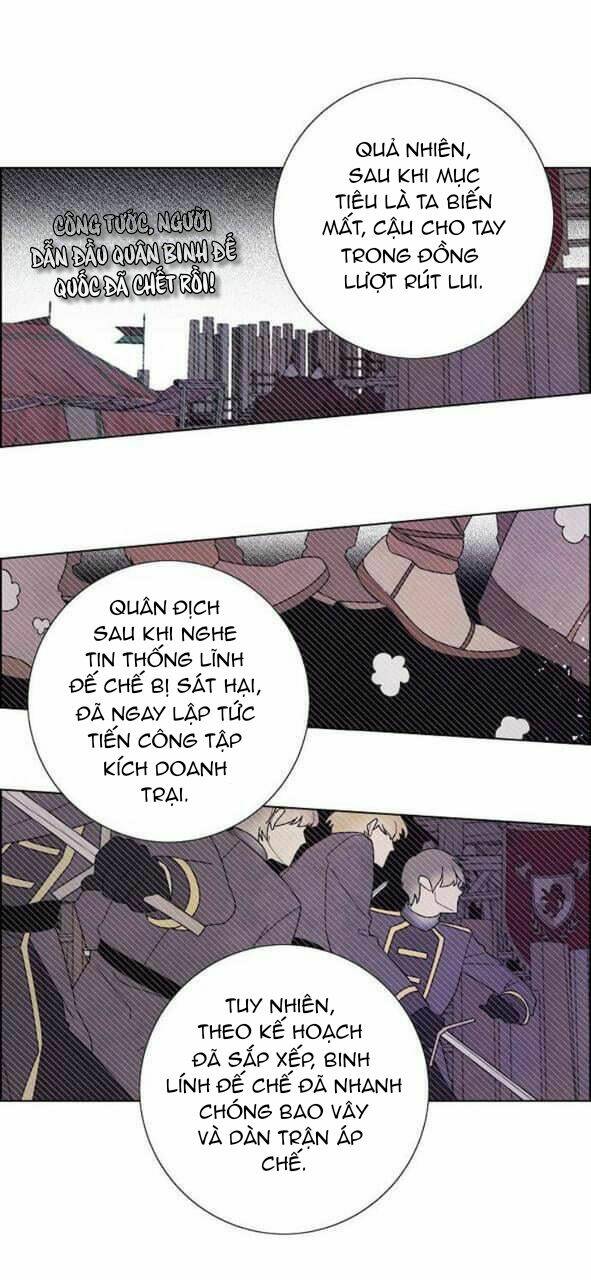 CÔNG TƯỚC, NGƯỜI
DẪN ĐẦU QUÂN BINH ĐẾ
QUỐC ĐÃ CHẾT RỒI!
QUẢ NHIÊN,
SAU KHI MỤC
TIÊU LÀ TA BIẾN
MẤT, CẬU CHO TAY
TRONG ĐỒNG
LƯỢT RÚT LUI.
QUÂN ĐỊCH
SAU KHI NGHE
TIN THỐNG LĨNH
ĐẾ CHẾ BỊ SÁT HẠI,
ĐÃ NGAY LẬP TỨC
TIẾN CÔNG TẬP
KÍCH DOANH
TRẠI.
TUY NHIÊN,
THEO KẾ HOẠCH
ĐÃ SẮP XẾP, BINH
LÍNH ĐẾ CHẾ ĐÃ NHANH
CHÓNG BAO VÂY
VÀ DÀN TRẬN ÁP
CHẾ.